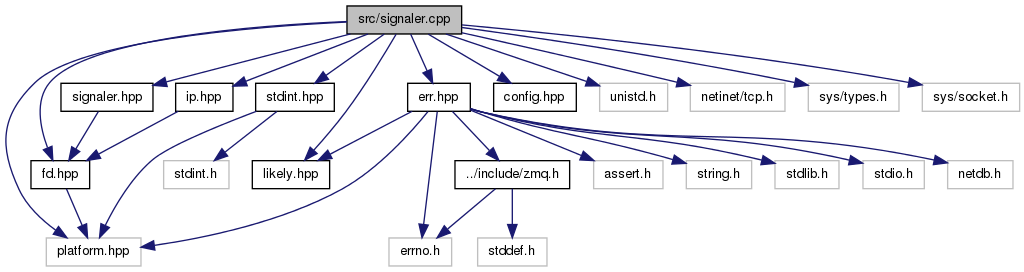 src/signaler.cpp
signaler.hpp
ip.hpp
stdint.hpp
err.hpp
config.hpp
unistd.h
netinet/tcp.h
sys/types.h
sys/socket.h
fd.hpp
stdint.h
likely.hpp
../include/zmq.h
assert.h
string.h
stdlib.h
stdio.h
netdb.h
platform.hpp
errno.h
stddef.h